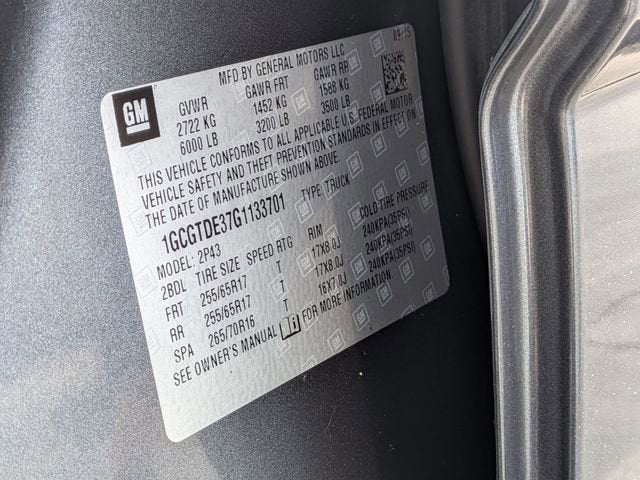 GM
MFD BY GENERAL MOTORS LLC 09/15
GVWR GAWR FRT GAWR RR
2722 KG 1452 KG 1588 KG
6000 LB 3200 LB 3500 LB
THIS VEHICLE CONFORMS TO ALL APPLICABLE U.S. FEDERAL MOTOR
VEHICLE SAFETY AND THEFT PREVENTION STANDARDS IN EFFECT ON
THE DATE OF MANUFACTURE SHOWN ABOVE.
1GCGTDE37G1133701 TYPE: TRUCK
MODEL: 2P43
2BDL TIRE SIZE SPEED RTG RIM COLD TIRE PRESSURE
FRT 255/65R17 T 17X8.0J 240KPA(35PSI)
RR 255/65R17 T 17X8.0J 240KPA(35PSI)
SPA 265/70R16 T 16X7.0J 240KPA(35PSI)
SEE OWNER'S MANUAL FOR MORE INFORMATION